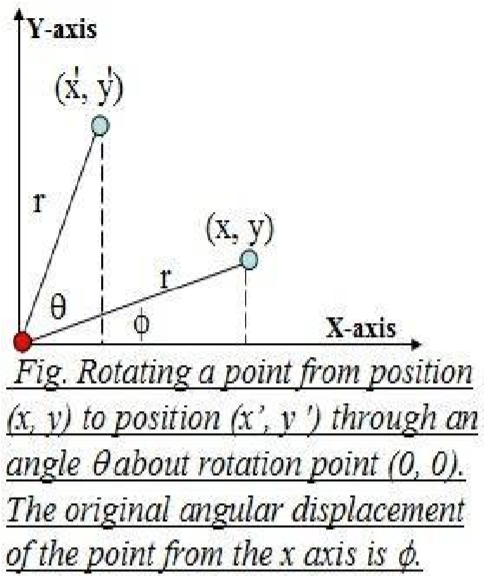 Y-axis
(x', y')
r
(x, y)
r
θ
ϕ
X-axis
Fig. Rotating a point from position
(x, y) to position (x’, y ') through an
angle θ about rotation point (0, 0).
The original angular displacement
of the point from the x axis is ϕ.